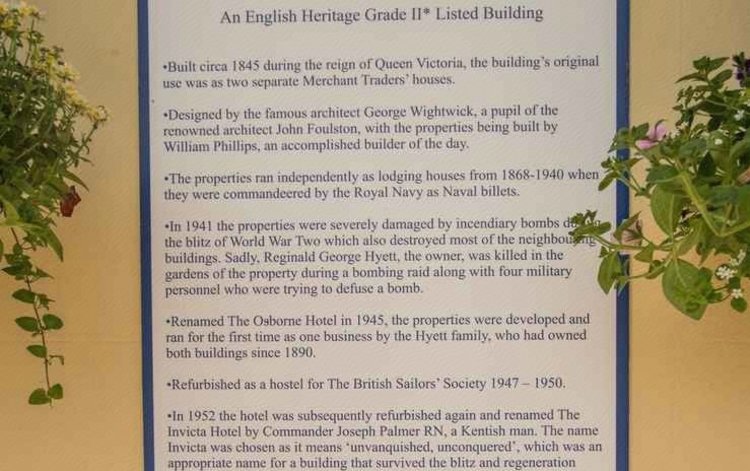 An English Heritage Grade II* Listed Building
•Built circa 1845 during the reign of Queen Victoria, the building's original
use was as two separate Merchant Traders' houses.
•Designed by the famous architect George Wightwick, a pupil of the
renowned architect John Foulston, with the properties being built by
William Phillips, an accomplished builder of the day.
•The properties ran independently as lodging houses from 1868-1940 when
they were commandeered by the Royal Navy as Naval billets.
•In 1941 the properties were severely damaged by incendiary bombs
the blitz of World War Two which also destroyed most of the neighbouring
buildings. Sadly, Reginald George Hyett, the owner, was killed in the
gardens of the property during a bombing raid along with four military
personnel who were trying to defuse a bomb.
•Renamed The Osborne Hotel in 1945, the properties were developed and
ran for the first time as one business by the Hyett family, who had owned
both buildings since 1890.
•Refurbished as a hostel for The British Sailors' Society 1947 – 1950.
•In 1952 the hotel was subsequently refurbished again and renamed The
Invicta Hotel by Commander Joseph Palmer RN, a Kentish man. The name
Invicta was chosen as it means 'unvanquished, unconquered', which was an
appropriate name for a building that survived the blitz and regeneration